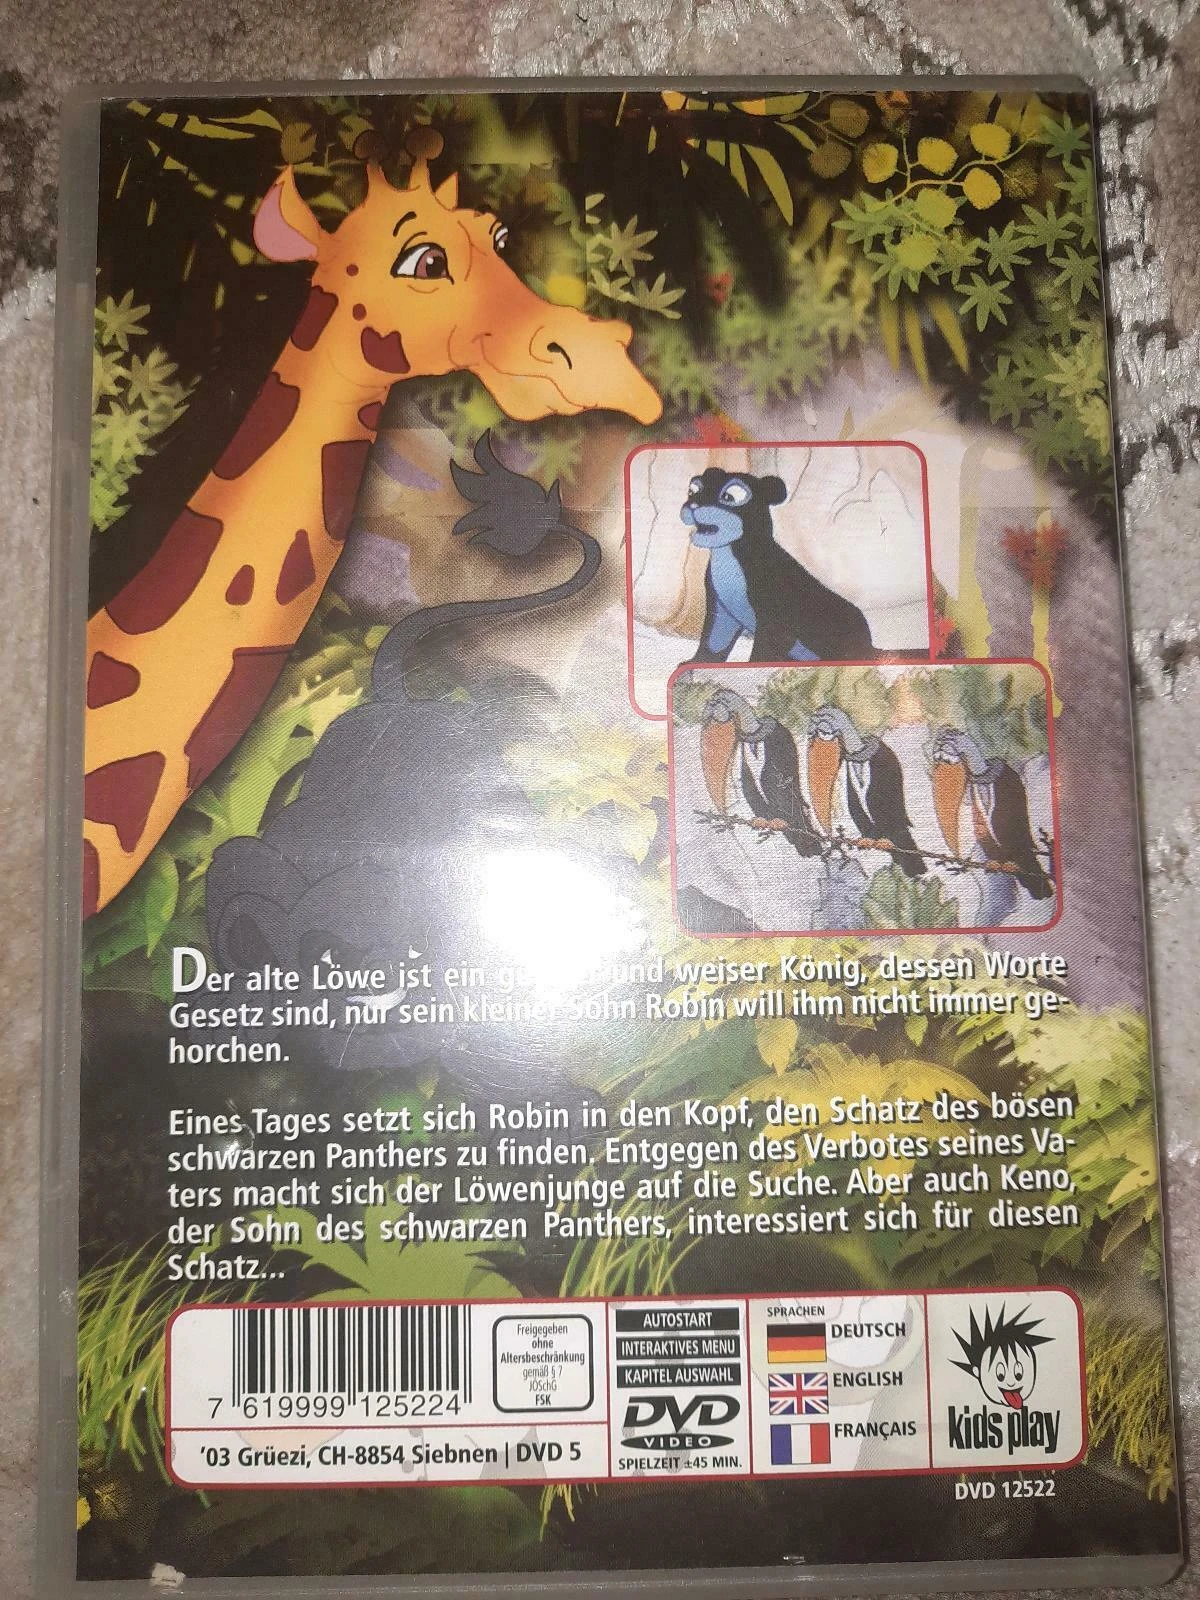 Der alte Löwe ist ein und weiser König, dessen Worte
Gesetz sind, nur sein kleiner Sohn Robin will ihm nicht immer ge-
horchen.
Eines Tages setzt sich Robin in den Kopf, den Schatz des bösen
schwarzen Panthers zu finden. Entgegen des Verbotes seines Va-
ters macht sich der Löwenjunge auf die Suche. Aber auch Keno,
der Sohn des schwarzen Panthers, interessiert sich für diesen
Schatz...
7 619999 125224
Freigegeben
ohne
Altersbeschränkung
gemäß § 7
JÖSchG
FSK
'03 Grüezi, CH-8854 Siebnen | DVD 5
AUTOSTART
INTERAKTIVES MENU
KAPITEL AUSWAHL
DVD
VIDEO
SPIELZEIT ±45 MIN.
SPRACHEN
DEUTSCH
ENGLISH
FRANÇAIS
kids play
DVD 12522